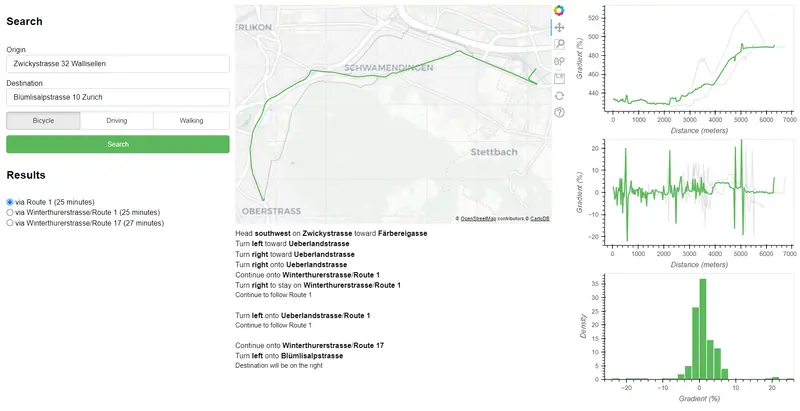 Search
Origin
Zwickystrasse 32 Wallisellen
Destination
Blümlisalpstrasse 10 Zurich
Bicycle
Driving
Walking
Search
Results
via Route 1 (25 minutes)
via Winterthurerstrasse/Route 1 (25 minutes)
via Winterthurerstrasse/Route 17 (27 minutes)
ERLIKON
SCHWAMENDINGEN
Stettbach
OBERSTRASS
© OpenStreetMap contributors,© CartoDB
Head southwest on Zwickystrasse toward Färbereigasse
Turn left toward Ueberlandstrasse
Turn right toward Ueberlandstrasse
Turn right onto Ueberlandstrasse
Continue onto Winterthurerstrasse/Route 1
Turn right to stay on Winterthurerstrasse/Route 1
Continue to follow Route 1
Turn left onto Ueberlandstrasse/Route 1
Continue to follow Route 1
Continue onto Winterthurerstrasse/Route 17
Turn left onto Blümlisalpstrasse
Destination will be on the right
Gradient (%)
520
500
480
460
440
0 1000 2000 3000 4000 5000 6000 7000
Distance (meters)
Gradient (%)
20
10
0
−10
−20
0 1000 2000 3000 4000 5000 6000 7000
Distance (meters)
Density
35
30
25
20
15
10
5
0
−20 −10 0 10 20
Gradient (%)